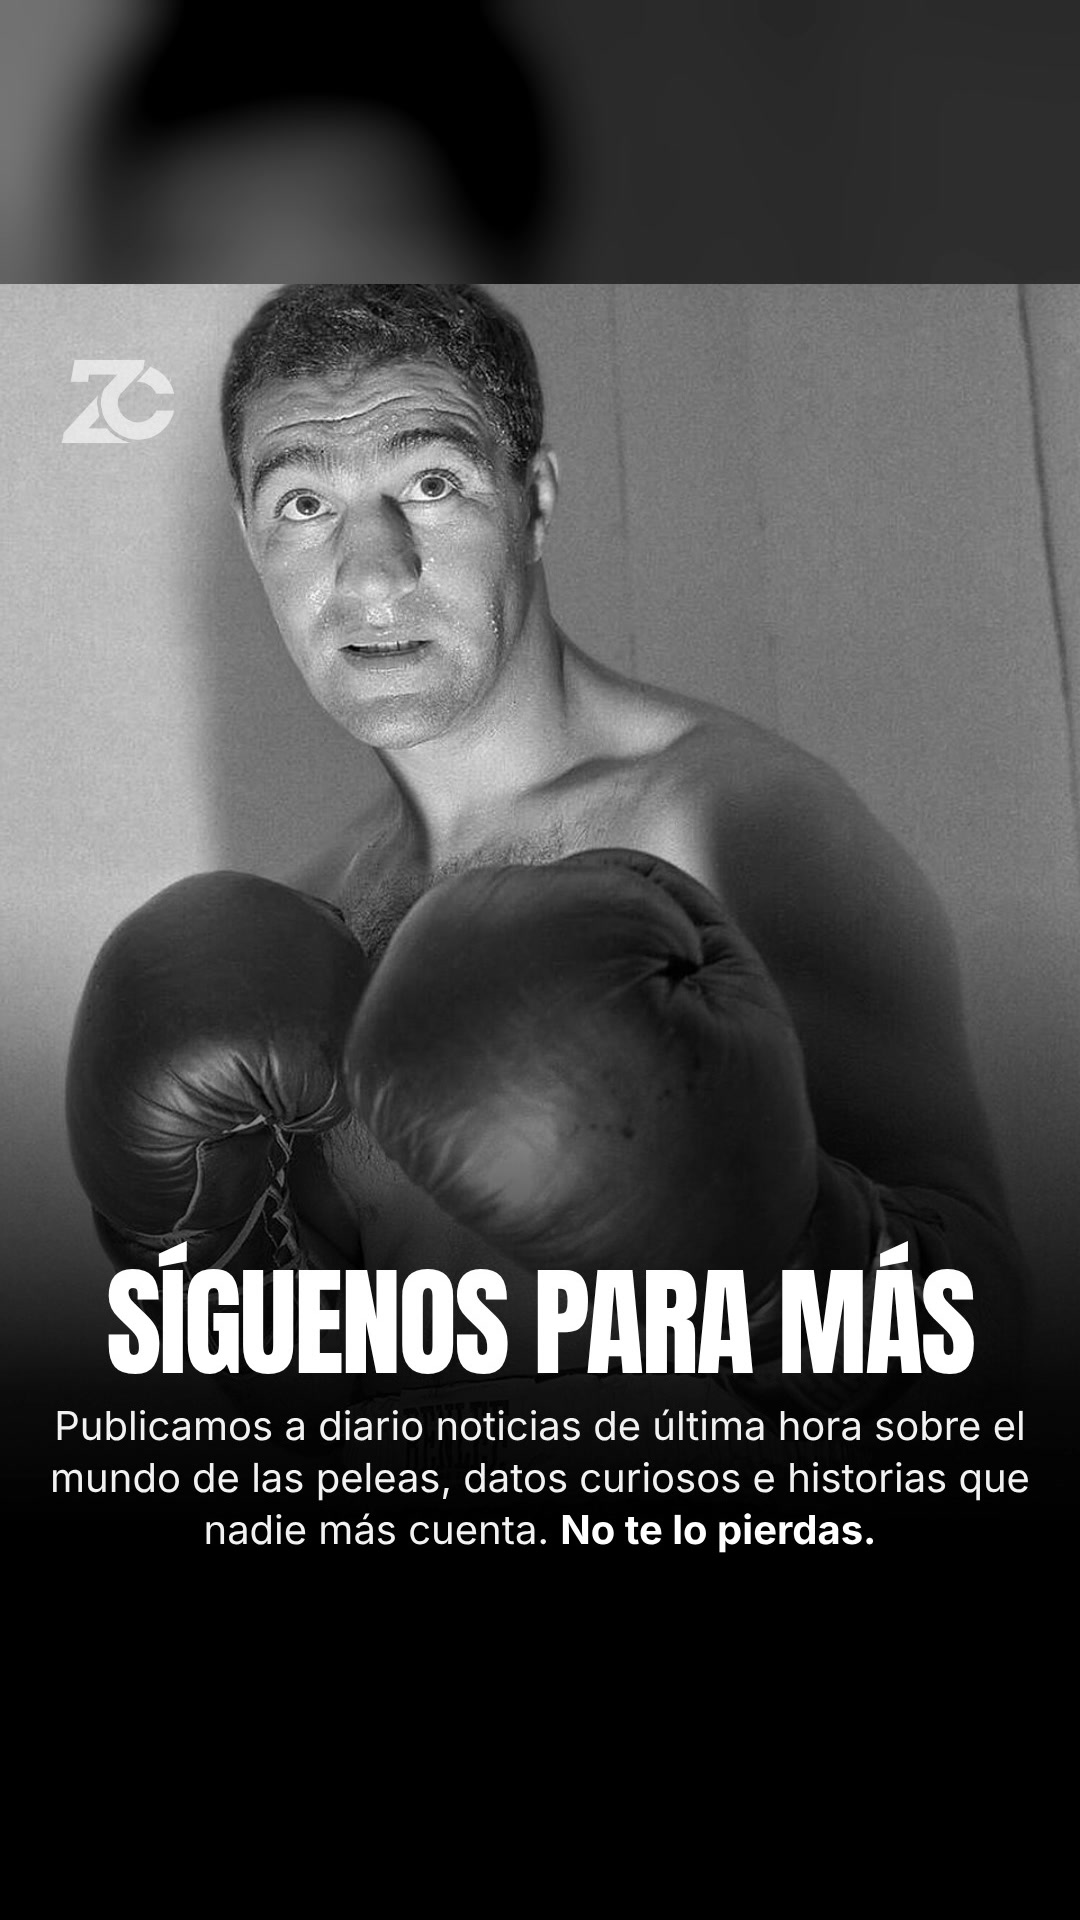 ZC
SÍGUENOS PARA MÁS
Publicamos a diario noticias de última hora sobre el
mundo de las peleas, datos curiosos e historias que
nadie más cuenta. No te lo pierdas.